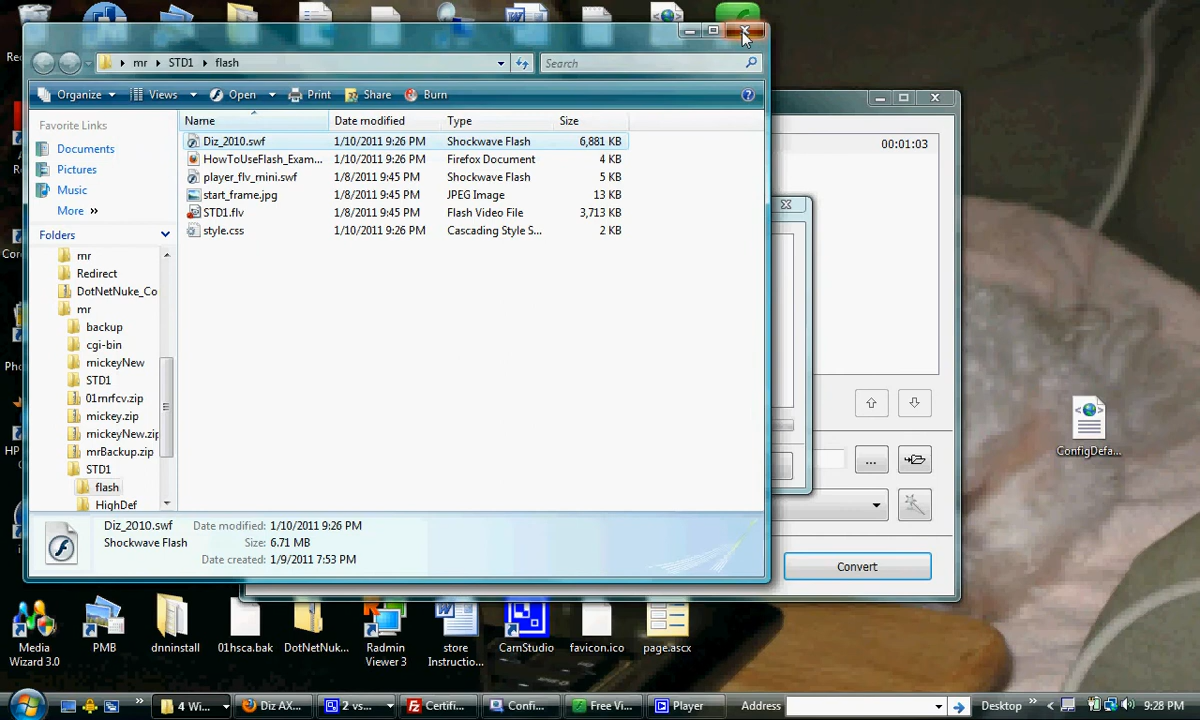 mr STD1 flash
Search
Organize Views Open Print Share Burn
Favorite Links
Documents
Pictures
Music
More »
Folders
mr
Redirect
DotNetNuke_Co
mr
backup
cgi-bin
mickeyNew
STD1
01mrfcv.zip
mickey.zip
mickeyNew.zip
mrBackup.zip
STD1
flash
HighDef
Name Date modified Type Size
Diz_2010.swf 1/10/2011 9:26 PM Shockwave Flash 6,881 KB
HowToUseFlash_Exam... 1/10/2011 9:26 PM Firefox Document 4 KB
player_flv_mini.swf 1/8/2011 9:45 PM Shockwave Flash 5 KB
start_frame.jpg 1/8/2011 9:45 PM JPEG Image 13 KB
STD1.flv 1/8/2011 9:45 PM Flash Video File 3,713 KB
style.css 1/10/2011 9:26 PM Cascading Style S... 2 KB
Diz_2010.swf Date modified: 1/10/2011 9:26 PM
Shockwave Flash Size: 6.71 MB
Date created: 1/9/2011 7:53 PM
00:01:03
...
Convert
ConfigDefa...
Media
Wizard 3.0
PMB
dnninstall
01hsca.bak
DotNetNuk...
Radmin
Viewer 3
store
Instructio...
CamStudio
favicon.ico
page.ascx
HP
4 Wi... Diz AX... 2 vs... Certifi... Confi... Free Vi... Player Address Desktop » 9:28 PM